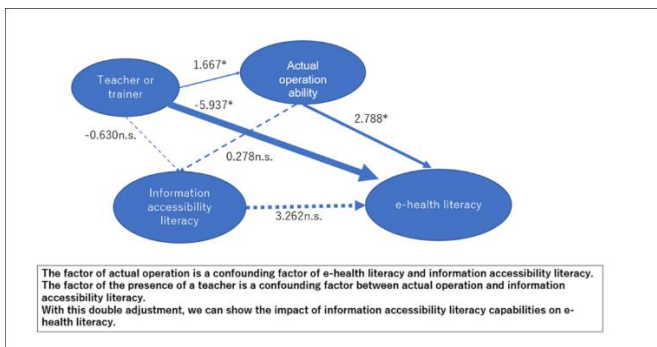 Teacher or
trainer
1.667*
Actual
operation
ability
-5.937*
-0.630n.s.
0.278n.s.
2.788*
Information
accessibility
literacy
3.262n.s.
e-health literacy
The factor of actual operation is a confounding factor of e-health literacy and information accessibility literacy.
The factor of the presence of a teacher is a confounding factor between actual operation and information
accessibility literacy.
With this double adjustment, we can show the impact of information accessibility literacy capabilities on e-
health literacy.